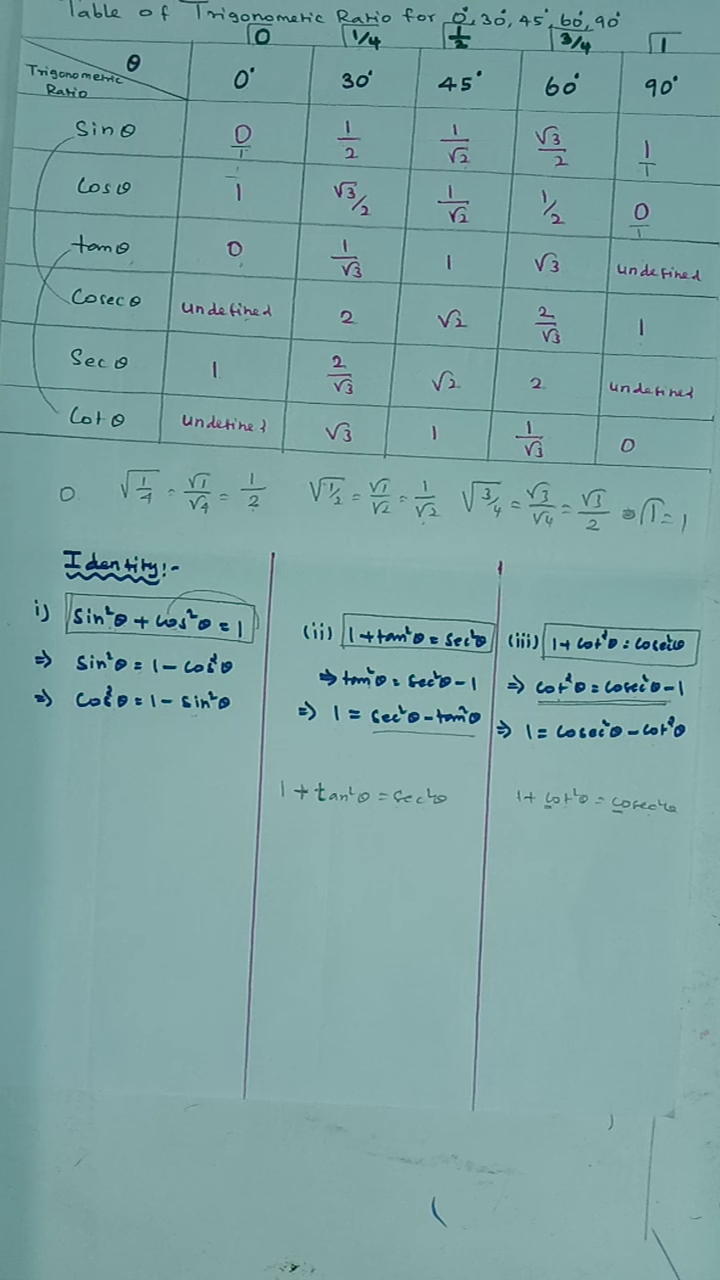 Table of Trigonometric Ratio for 0°, 30°, 45°, 60°, 90°
√0 √1/4 √1/2 √3/4 √1
θ
Trigonometric Ratio 0° 30° 45° 60° 90°
Sinθ 0/1 1/2 1/√2 √3/2 1/1
Cosθ 1 √3/2 1/√2 1/2 0/1
tanθ 0 1/√3 1 √3 undefined
Cosecθ undefined 2 √2 2/√3 1
Secθ 1 2/√3 √2 2 undefined
Cotθ undefined √3 1 1/√3 0
0 √1/4 = √1/√4 = 1/2 √1/2 = √1/√2 = 1/√2 √3/4 = √3/√4 = √3/2 √1 = 1
Identity:-
i) Sin²θ + cos²θ = 1
⇒ Sin²θ = 1 - Cos²θ
⇒ Cos²θ = 1 - Sin²θ
(ii) 1 + tan²θ = Sec²θ
⇒ tan²θ = Sec²θ - 1
⇒ 1 = Sec²θ - tan²θ
1 + tan²θ = Sec²θ
(iii) 1 + Cot²θ = Cosec²θ
⇒ Cot²θ = Cosec²θ - 1
⇒ 1 = Cosec²θ - Cot²θ
1 + cot²θ = cosec²θ